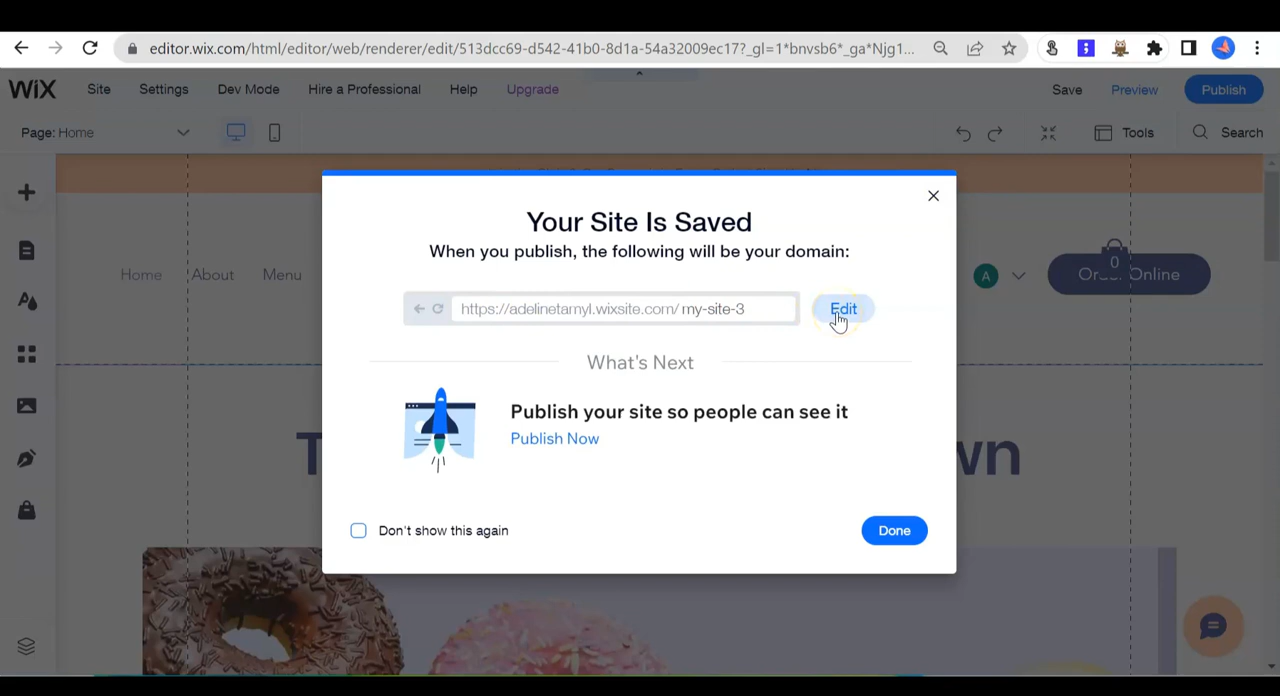 editor.wix.com/html/editor/web/renderer/edit/513dcc69-d542-41b0-8d1a-54a32009ec17?_gl=1*bnvsb6*_ga*Njg1...
WiX Site Settings Dev Mode Hire a Professional Help Upgrade Save Preview Publish
Page: Home Tools Search
Your Site Is Saved
When you publish, the following will be your domain:
Home About Menu
https://adelinetamyl.wixsite.com/ my-site-3 Edit
A 0 Online
What's Next
Publish your site so people can see it
Publish Now
Don't show this again Done